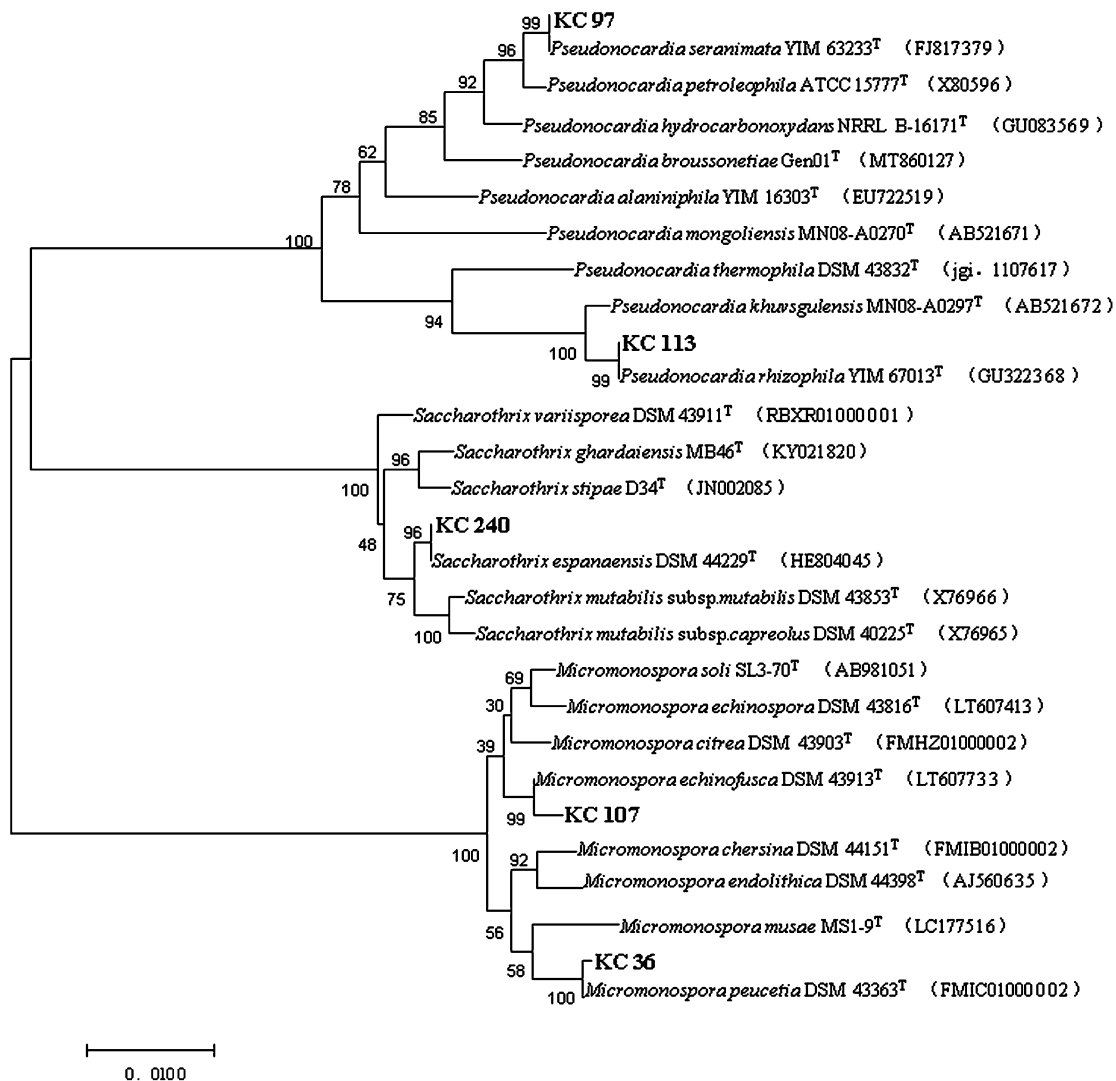 99 KC 97
Pseudonocardia seranimata YIM 63233T (FJ817379)
96
Pseudonocardia petroleophila ATCC 15777T (X80596)
92
Pseudonocardia hydrocarbonoxydans NRRL B-16171T (GU083569)
85
Pseudonocardia broussonetiae Gen01T (MT860127)
62
Pseudonocardia alaniniphila YIM 16303T (EU722519)
78
Pseudonocardia mongoliensis MN08-A0270T (AB521671)
100
Pseudonocardia thermophila DSM 43832T (jgi. 1107617)
Pseudonocardia khuvsgulensis MN08-A0297T (AB521672)
94
KC 113
100
99 Pseudonocardia rhizophila YIM 67013T (GU322368)
Saccharothrix variisporea DSM 43911T (RBXR01000001)
Saccharothrix ghardaiensis MB46T (KY021820)
96
100 Saccharothrix stipae D34T (JN002085)
KC 240
96
48
Saccharothrix espanaensis DSM 44229T (HE804045)
75 Saccharothrix mutabilis subsp.mutabilis DSM 43853T (X76966)
100 Saccharothrix mutabilis subsp.capreolus DSM 40225T (X76965)
Micromonospora soli SL3-70T (AB981051)
69
30 Micromonospora echinospora DSM 43816T (LT607413)
39 Micromonospora citrea DSM 43903T (FMHZ01000002)
Micromonospora echinofusca DSM 43913T (LT607733)
99 KC 107
100 Micromonospora chersina DSM 44151T (FMIB01000002)
92
Micromonospora endolithica DSM 44398T (AJ560635)
56 Micromonospora musae MS1-9T (LC177516)
58 KC 36
100 Micromonospora peucetia DSM 43363T (FMIC01000002)
0.0100